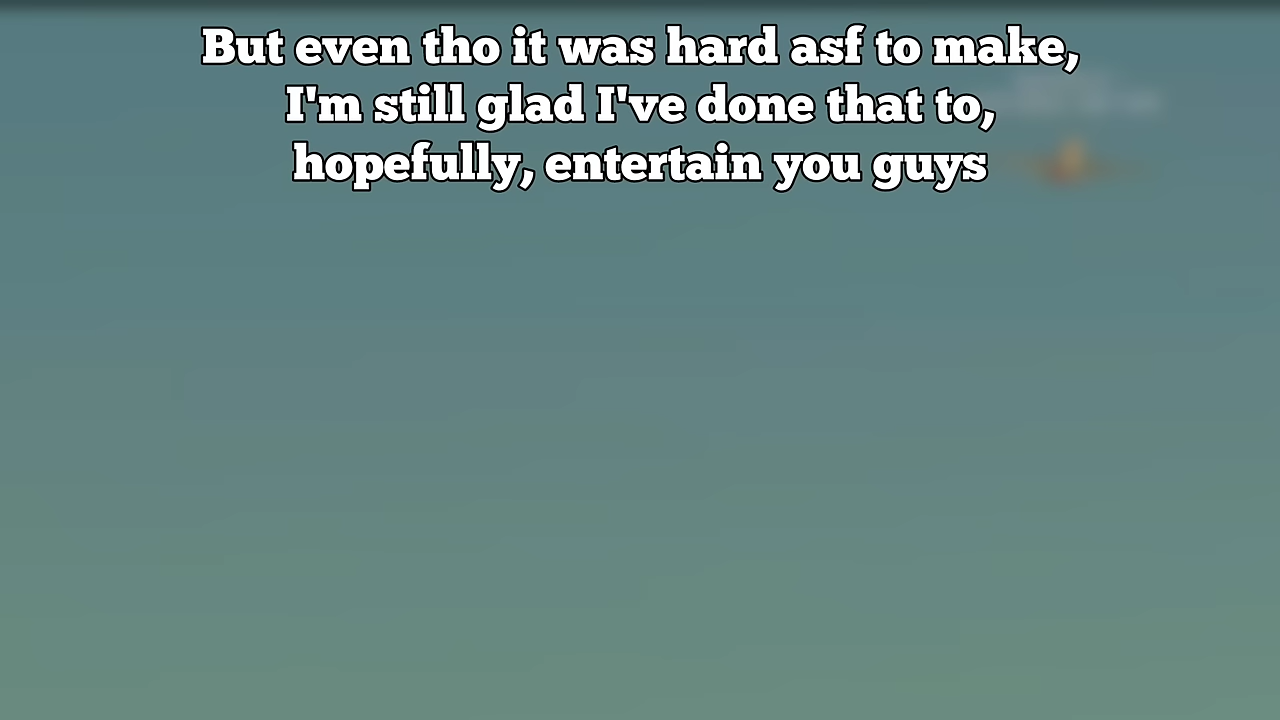 But even tho it was hard asf to make,
I'm still glad I've done that to,
hopefully, entertain you guys